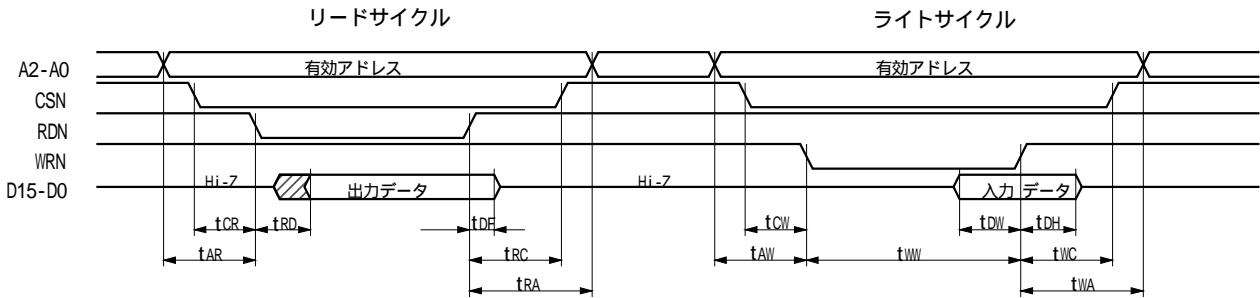 リードサイクル ライトサイクル
A2-A0 有効アドレス 有効アドレス
CSN
RDN
WRN
D15-D0 Hi-Z 出力データ Hi-Z 入力データ
tCR tRD tDF tCW tDW tDH
tAR tRC tAW tWW tWC
tRA tWA